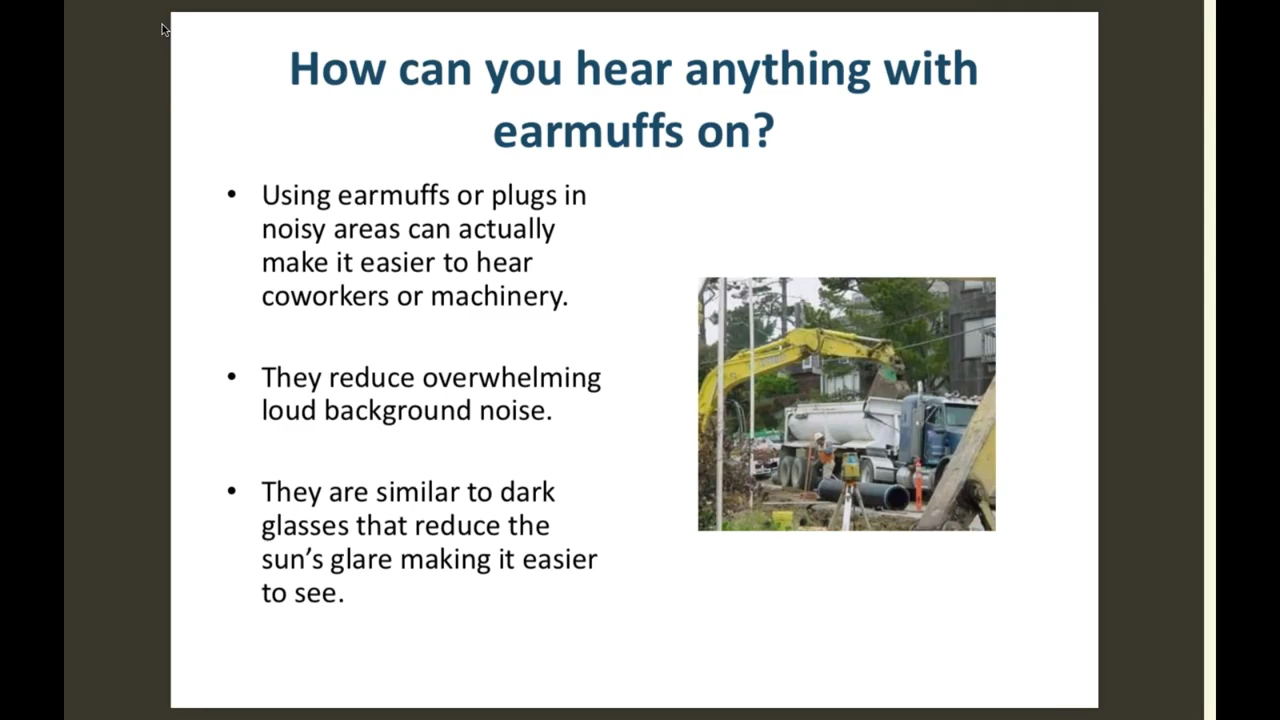 How can you hear anything with
earmuffs on?
• Using earmuffs or plugs in
noisy areas can actually
make it easier to hear
coworkers or machinery.
• They reduce overwhelming
loud background noise.
• They are similar to dark
glasses that reduce the
sun’s glare making it easier
to see.